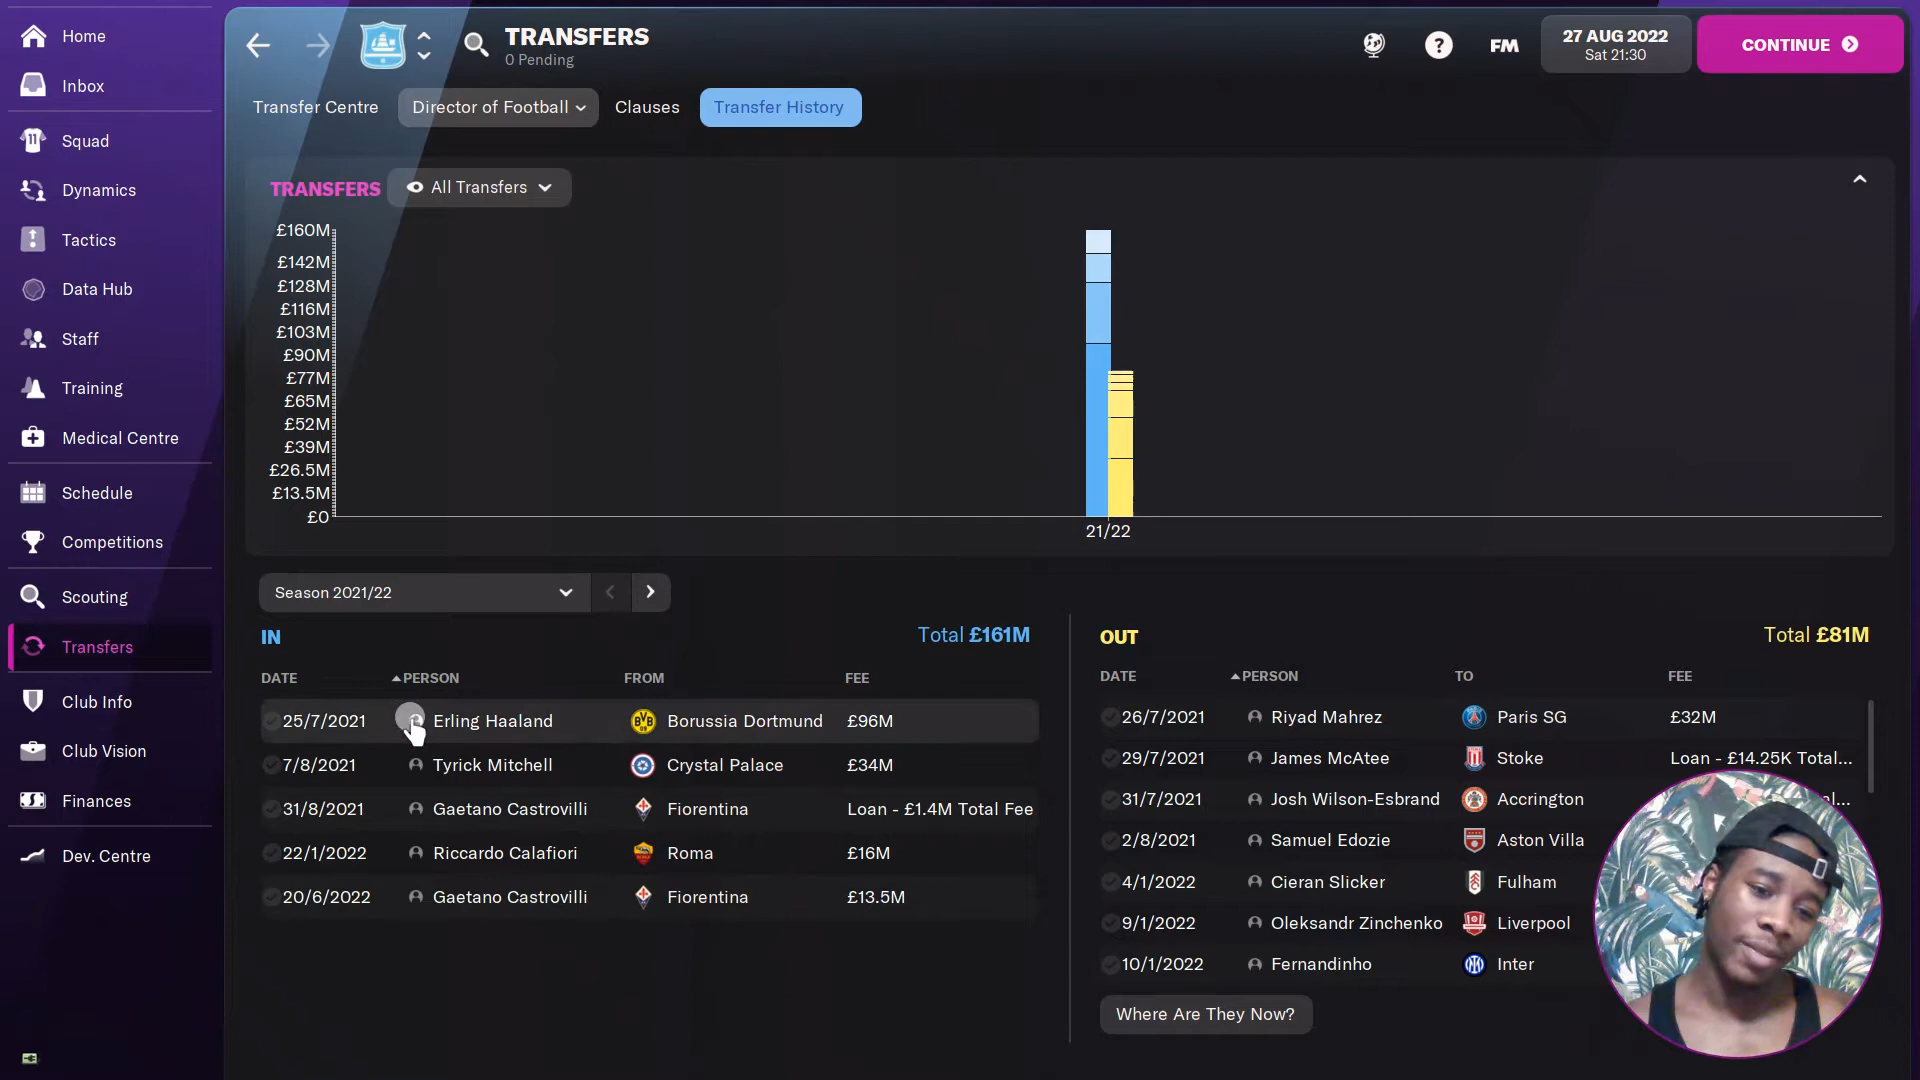 Home
Inbox
Squad
Dynamics
Tactics
Data Hub
Staff
Training
Medical Centre
Schedule
Competitions
Scouting
Transfers
Club Info
Club Vision
Finances
Dev. Centre
TRANSFERS
0 Pending
FM
27 AUG 2022
Sat 21:30
CONTINUE
Transfer Centre Director of Football Clauses Transfer History
TRANSFERS All Transfers
£160M
£142M
£128M
£116M
£103M
£90M
£77M
£65M
£52M
£39M
£26.5M
£13.5M
£0
21/22
Season 2021/22
IN Total £161M
DATE PERSON FROM FEE
25/7/2021 Erling Haaland Borussia Dortmund £96M
7/8/2021 Tyrick Mitchell Crystal Palace £34M
31/8/2021 Gaetano Castrovilli Fiorentina Loan - £1.4M Total Fee
22/1/2022 Riccardo Calafiori Roma £16M
20/6/2022 Gaetano Castrovilli Fiorentina £13.5M
OUT Total £81M
DATE PERSON TO FEE
26/7/2021 Riyad Mahrez Paris SG £32M
29/7/2021 James McAtee Stoke Loan - £14.25K Total...
31/7/2021 Josh Wilson-Esbrand Accrington
2/8/2021 Samuel Edozie Aston Villa
4/1/2022 Cieran Slicker Fulham
9/1/2022 Oleksandr Zinchenko Liverpool
10/1/2022 Fernandinho Inter
Where Are They Now?